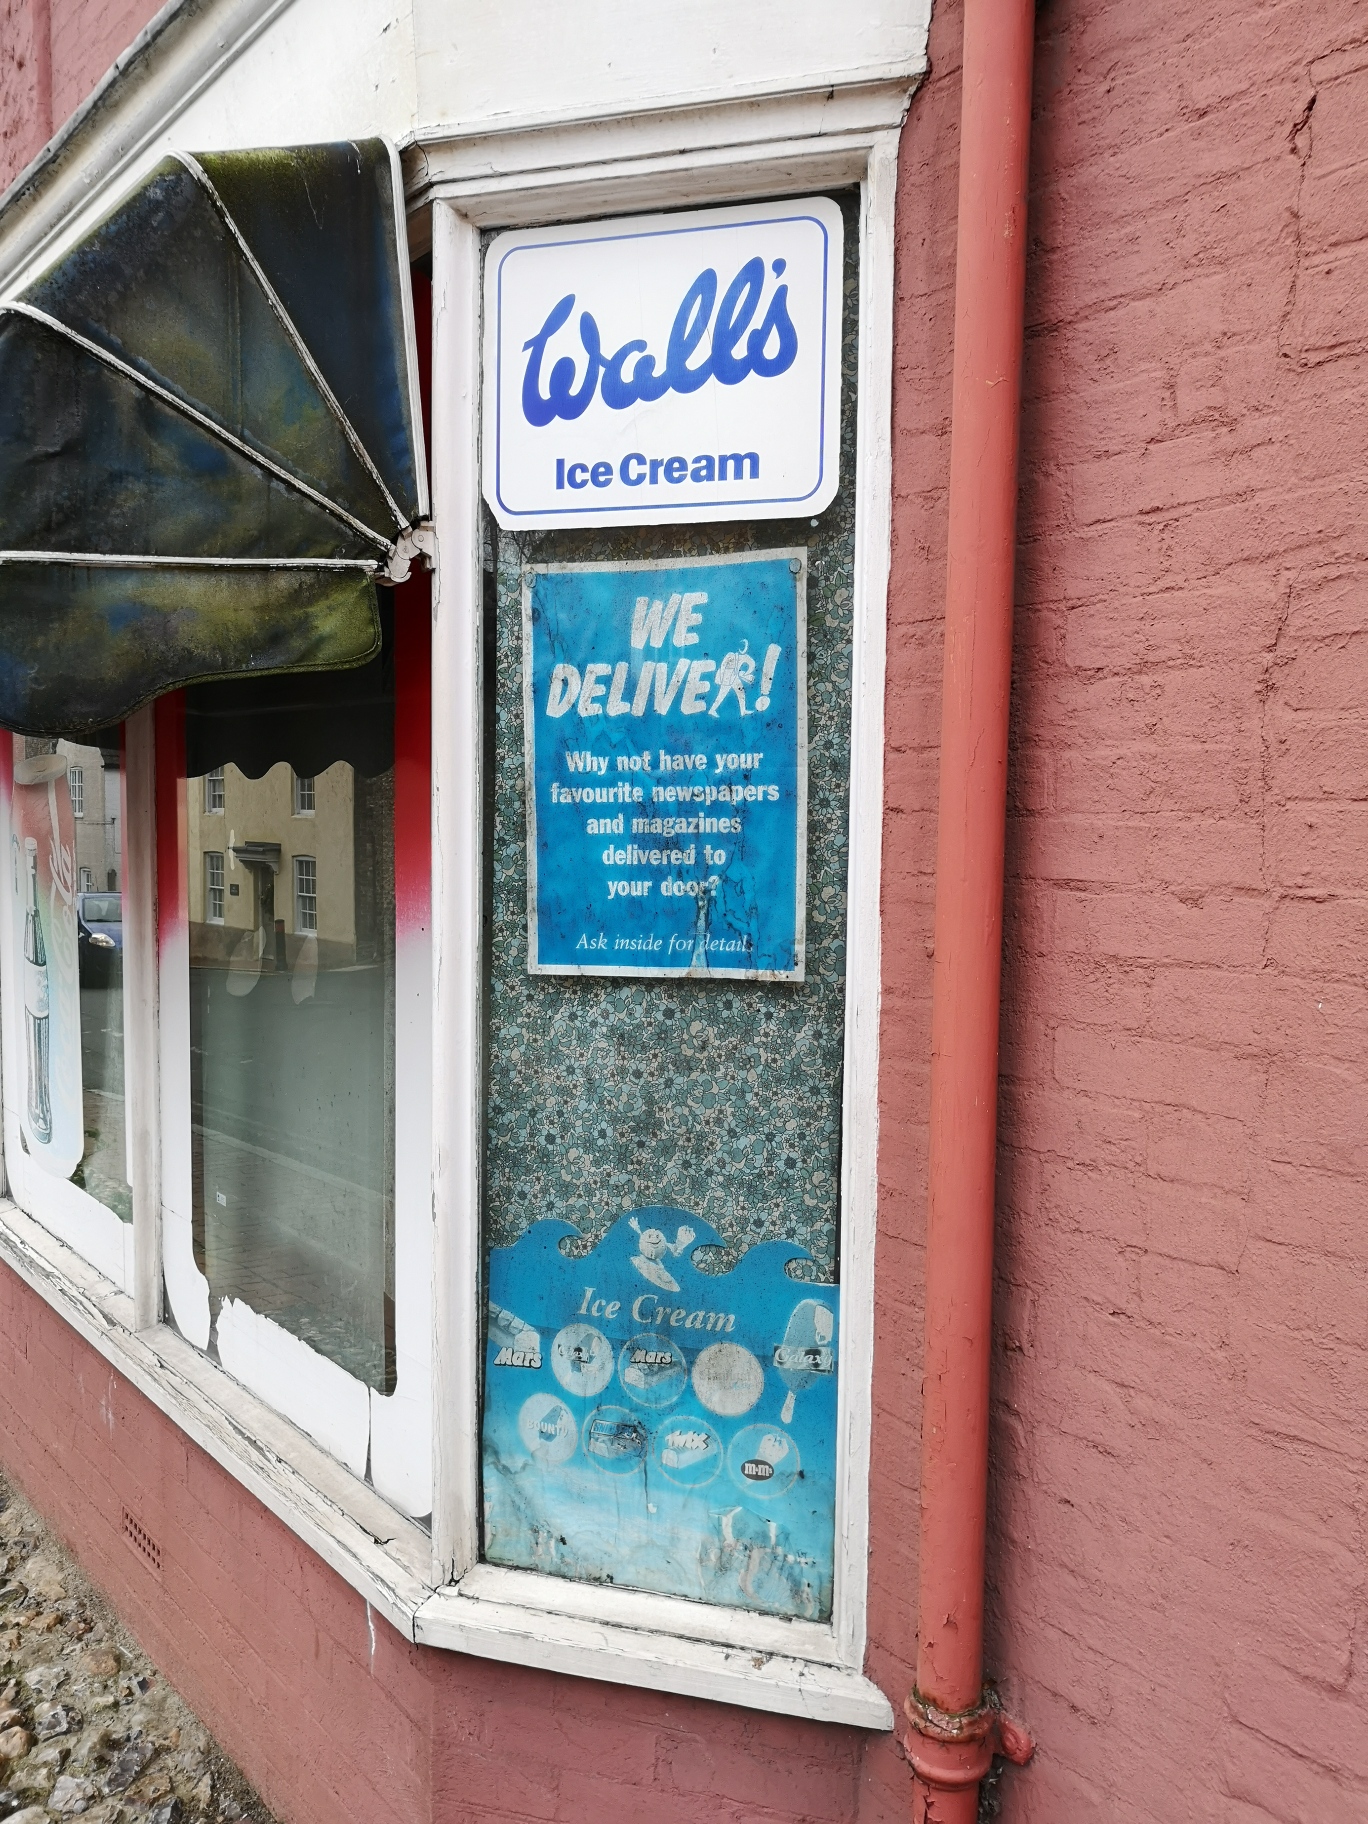 Wall's
Ice Cream
WE
DELIVER!
Why not have your
favourite newspapers
and magazines
delivered to
your door?
Ask inside for details
Ice Cream
Mars
Mars
Galaxy
BOUNTY
TWIX
m&m's